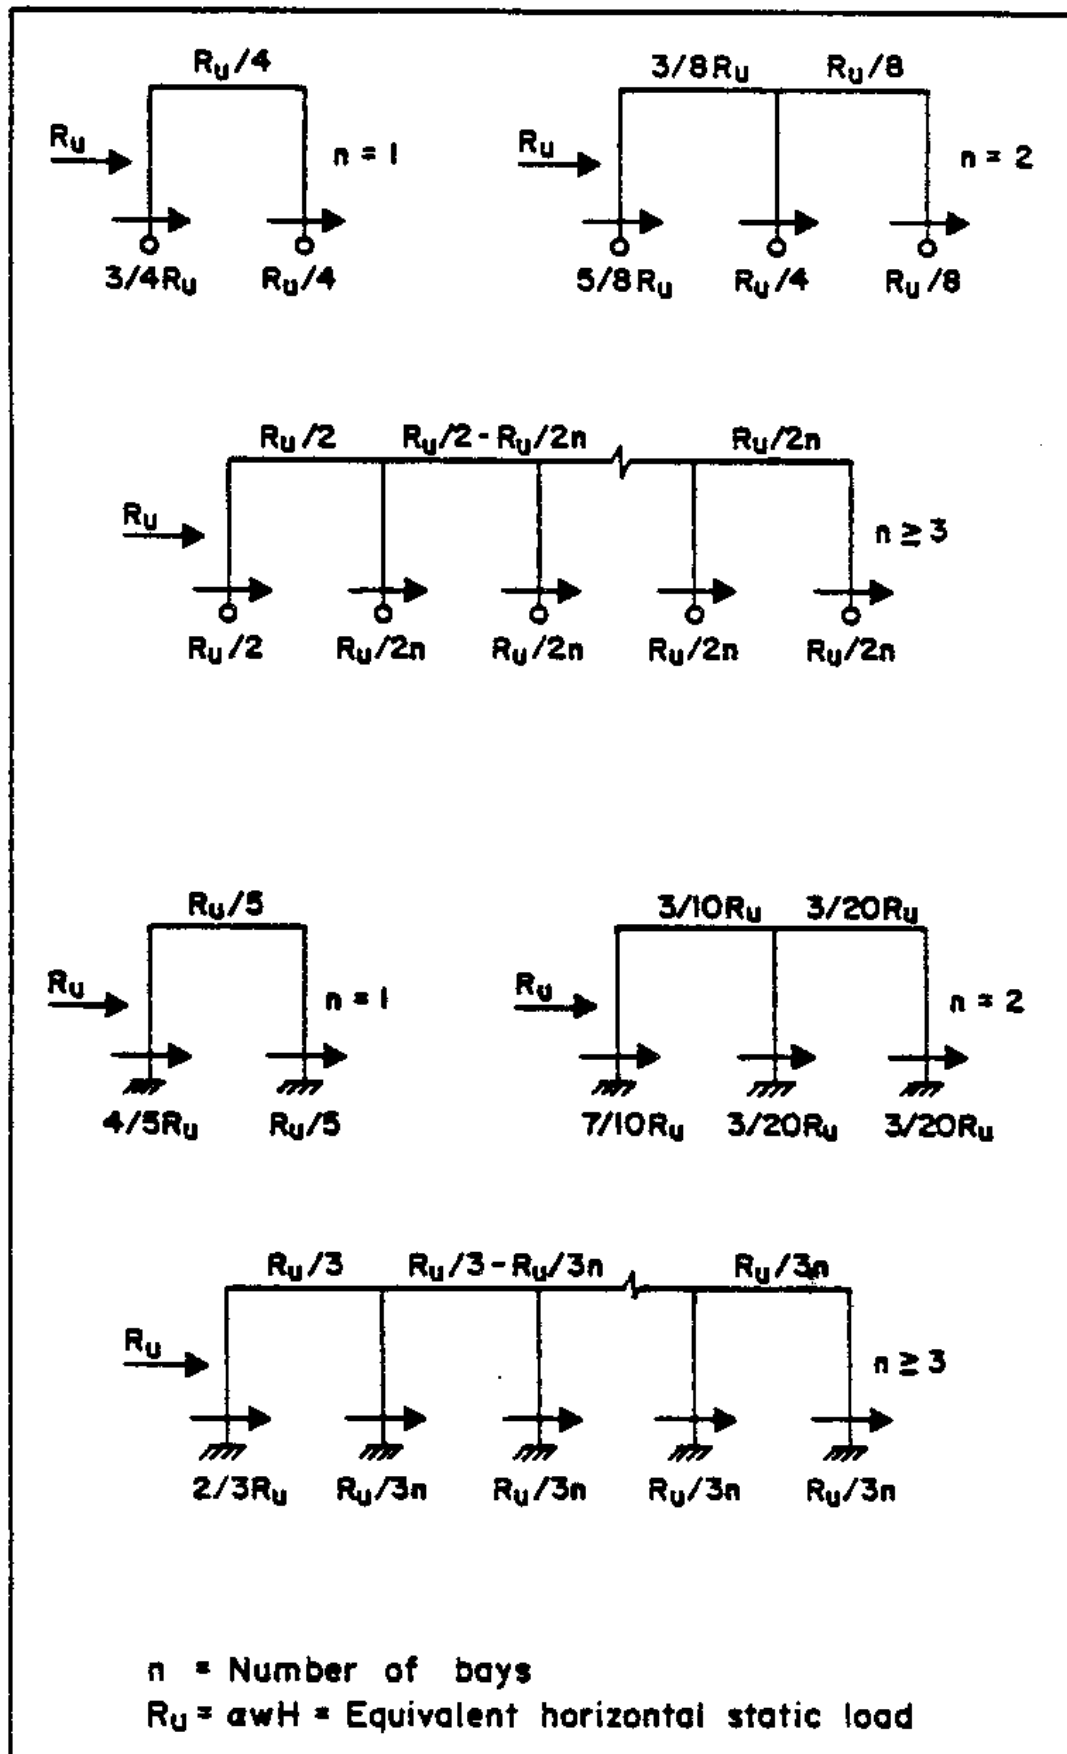 Ru/4
Ru
n = 1
3/4Ru Ru/4
3/8Ru Ru/8
Ru
n = 2
5/8Ru Ru/4 Ru/8
Ru/2 Ru/2-Ru/2n Ru/2n
Ru
n ≥ 3
Ru/2 Ru/2n Ru/2n Ru/2n Ru/2n
Ru/5
Ru
n = 1
4/5Ru Ru/5
3/10Ru 3/20Ru
Ru
n = 2
7/10Ru 3/20Ru 3/20Ru
Ru/3 Ru/3-Ru/3n Ru/3n
Ru
n ≥ 3
2/3Ru Ru/3n Ru/3n Ru/3n Ru/3n
n = Number of bays
Ru = αwH = Equivalent horizontal static load